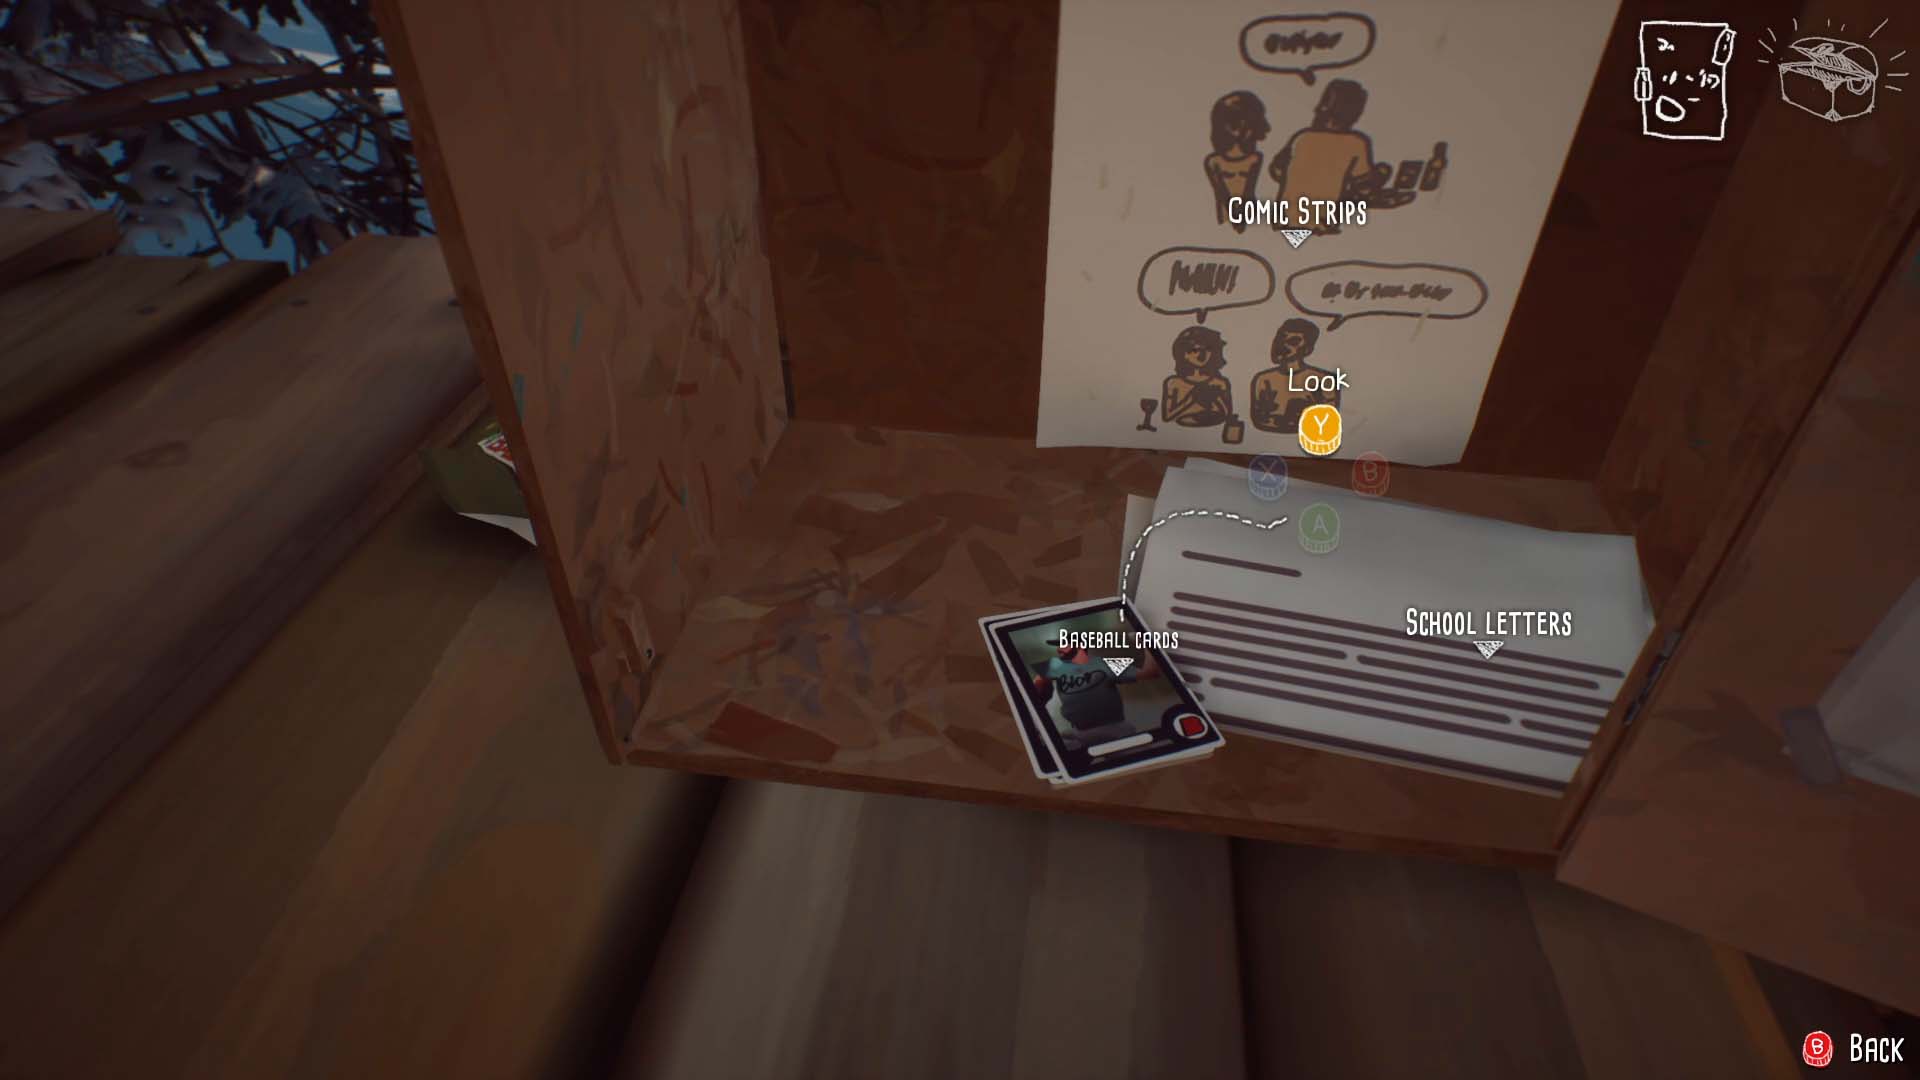 Comic Strips
Look
Y
X
B
A
Baseball cards
School letters
B Back